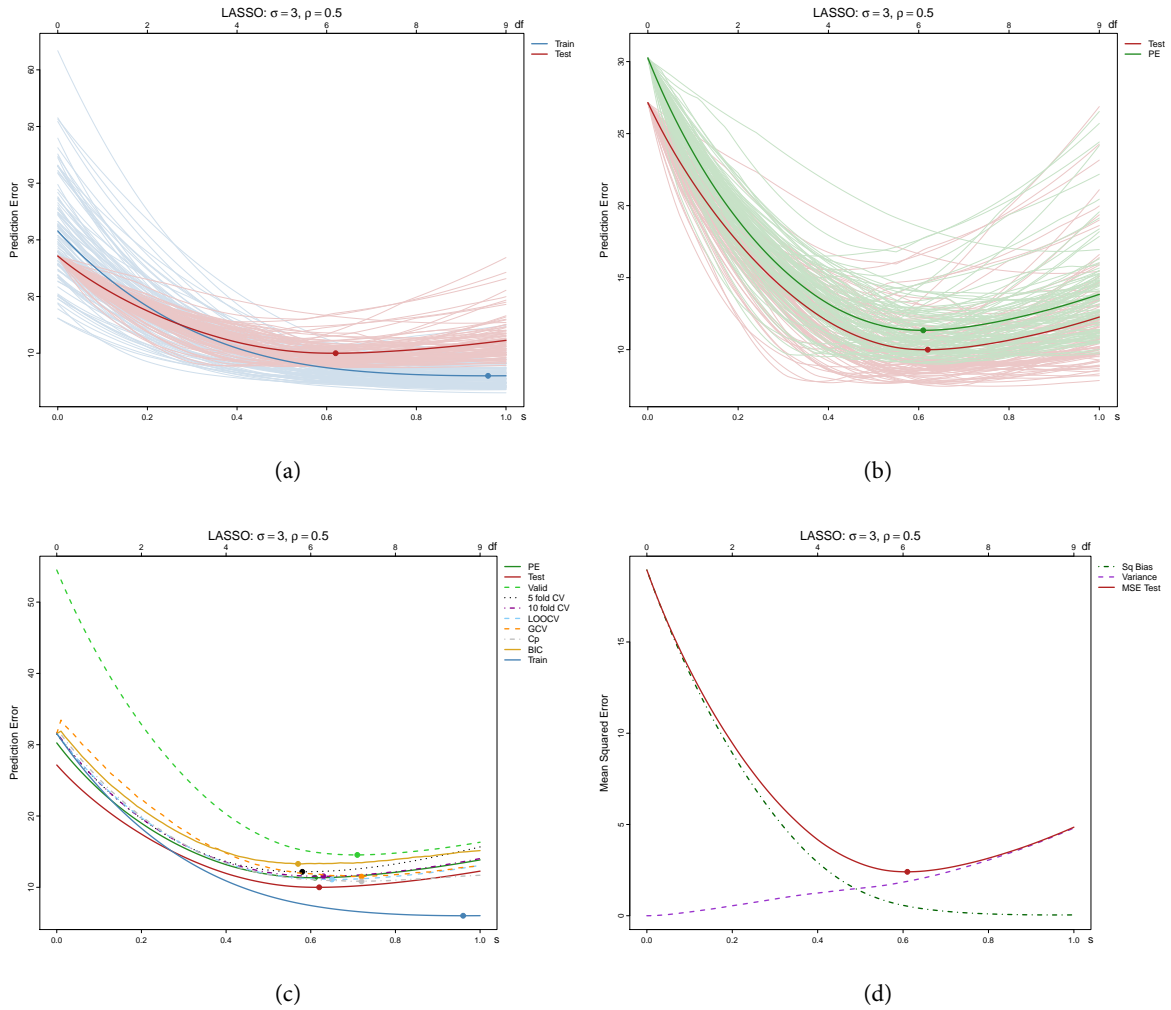 LASSO: σ = 3, ρ = 0.5
0 2 4 6 8 9 df
Train
Test
Prediction Error
10 20 30 40 50 60
0.0 0.2 0.4 0.6 0.8 1.0 s
(a)
LASSO: σ = 3, ρ = 0.5
0 2 4 6 8 9 df
Test
PE
Prediction Error
10 15 20 25 30
0.0 0.2 0.4 0.6 0.8 1.0 s
(b)
LASSO: σ = 3, ρ = 0.5
0 2 4 6 8 9 df
PE
Test
Valid
5 fold CV
10 fold CV
LOOCV
GCV
Cp
BIC
Train
Prediction Error
10 20 30 40 50
0.0 0.2 0.4 0.6 0.8 1.0 s
(c)
LASSO: σ = 3, ρ = 0.5
0 2 4 6 8 9 df
Sq Bias
Variance
MSE Test
Mean Squared Error
0 5 10 15
0.0 0.2 0.4 0.6 0.8 1.0 s
(d)